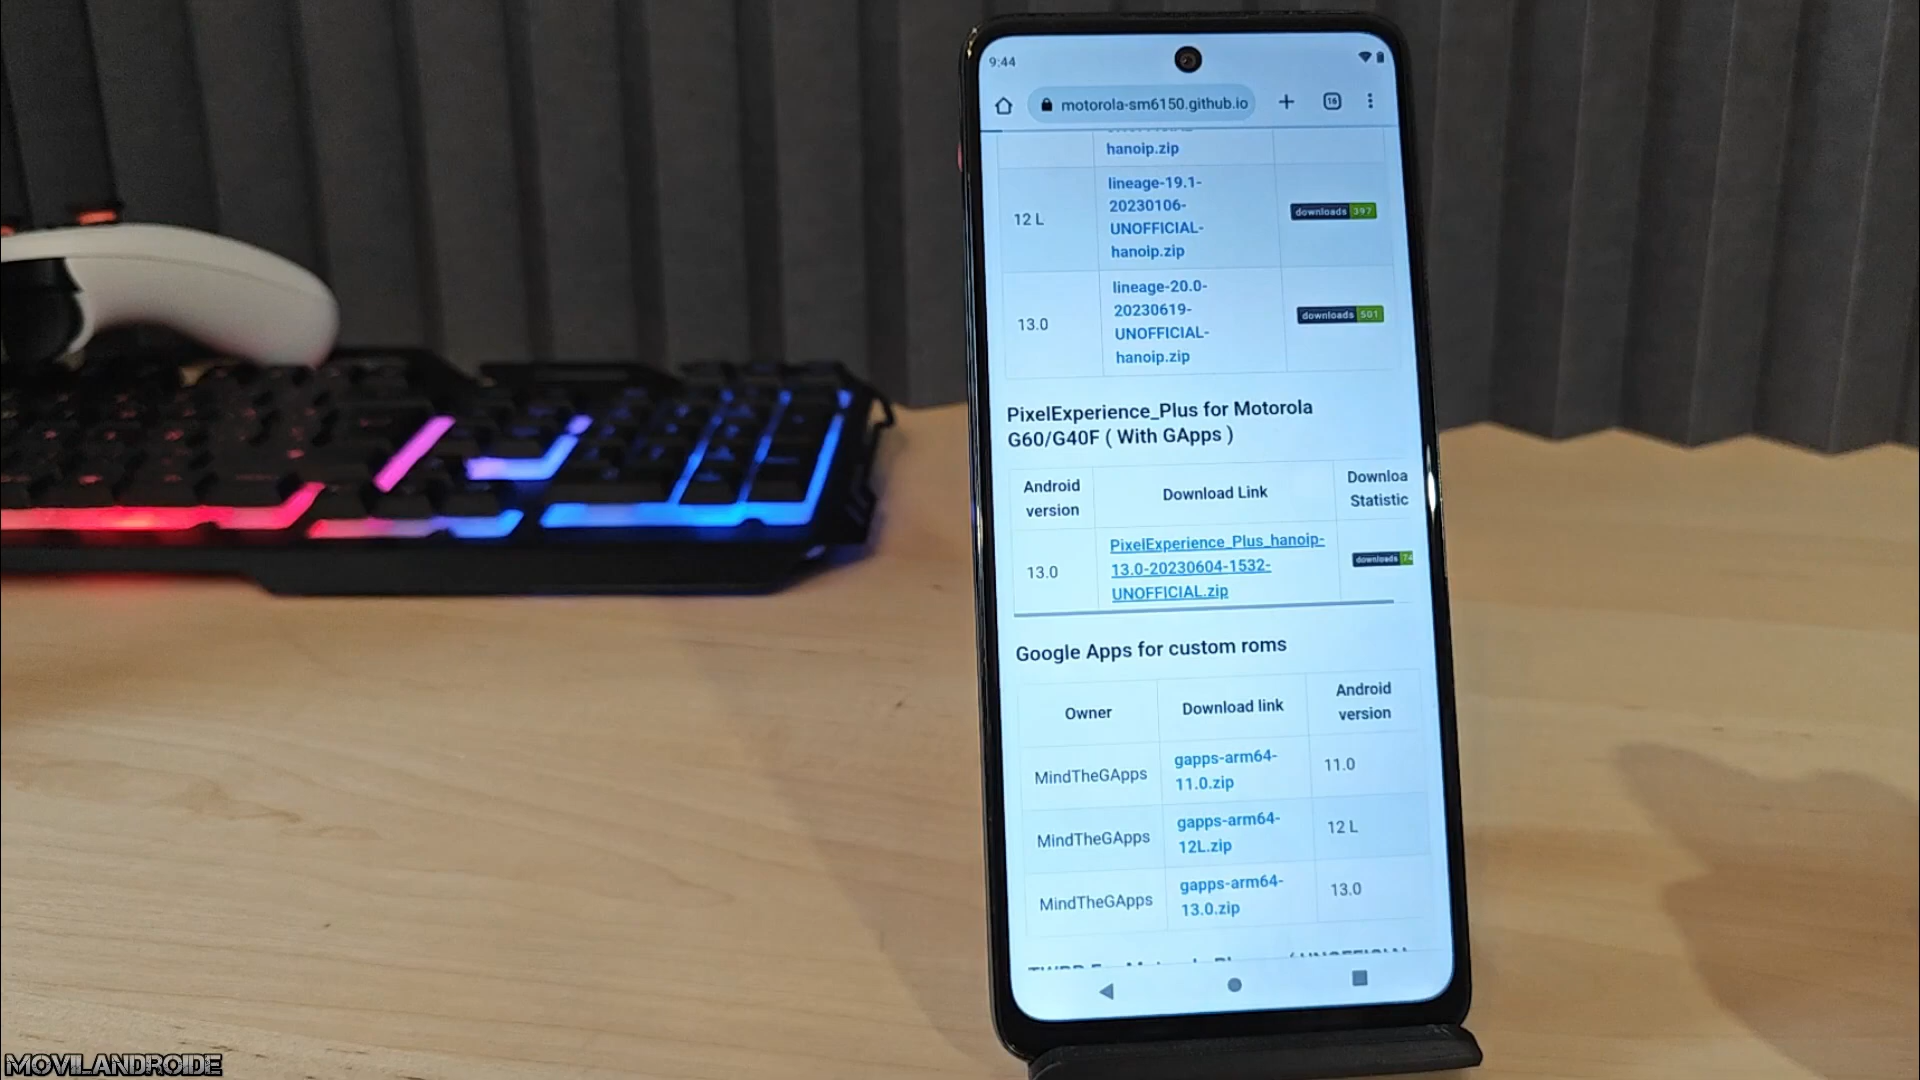 9:44
motorola-sm6150.github.io
16
hanoip.zip
12 L
lineage-19.1-
20230106-
UNOFFICIAL-
hanoip.zip
downloads 397
13.0
lineage-20.0-
20230619-
UNOFFICIAL-
hanoip.zip
downloads 501
PixelExperience_Plus for Motorola
G60/G40F ( With GApps )
Android
version
Download Link
Downloa
Statistic
13.0
PixelExperience_Plus_hanoip-
13.0-20230604-1532-
UNOFFICIAL.zip
downloads 74
Google Apps for custom roms
Owner
Download link
Android
version
MindTheGApps
gapps-arm64-
11.0.zip
11.0
MindTheGApps
gapps-arm64-
12L.zip
12 L
MindTheGApps
gapps-arm64-
13.0.zip
13.0
MOVILANDROIDE